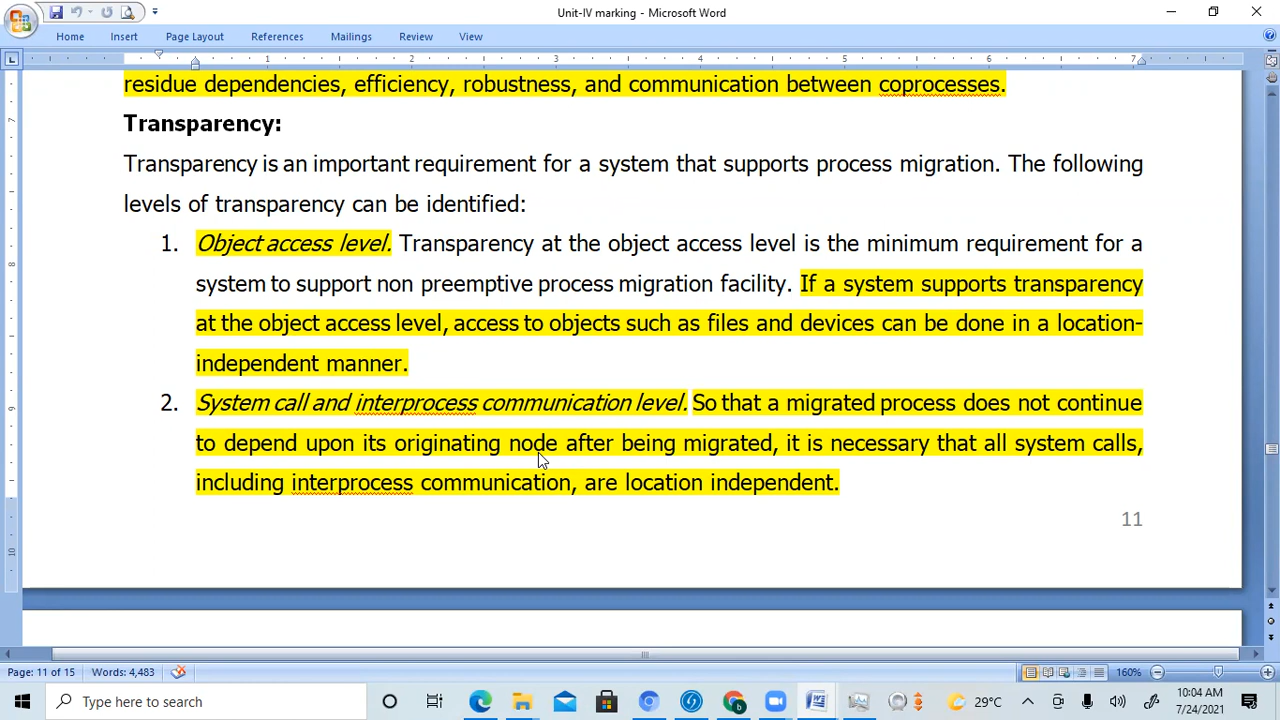 Unit-IV marking - Microsoft Word
Home Insert Page Layout References Mailings Review View
residue dependencies, efficiency, robustness, and communication between coprocesses.
Transparency:
Transparency is an important requirement for a system that supports process migration. The following
levels of transparency can be identified:
1. Object access level. Transparency at the object access level is the minimum requirement for a
system to support non preemptive process migration facility. If a system supports transparency
at the object access level, access to objects such as files and devices can be done in a location-
independent manner.
2. System call and interprocess communication level. So that a migrated process does not continue
to depend upon its originating node after being migrated, it is necessary that all system calls,
including interprocess communication, are location independent.
11
Page: 11 of 15 Words: 4,483 160%
Type here to search 29°C 10:04 AM
7/24/2021